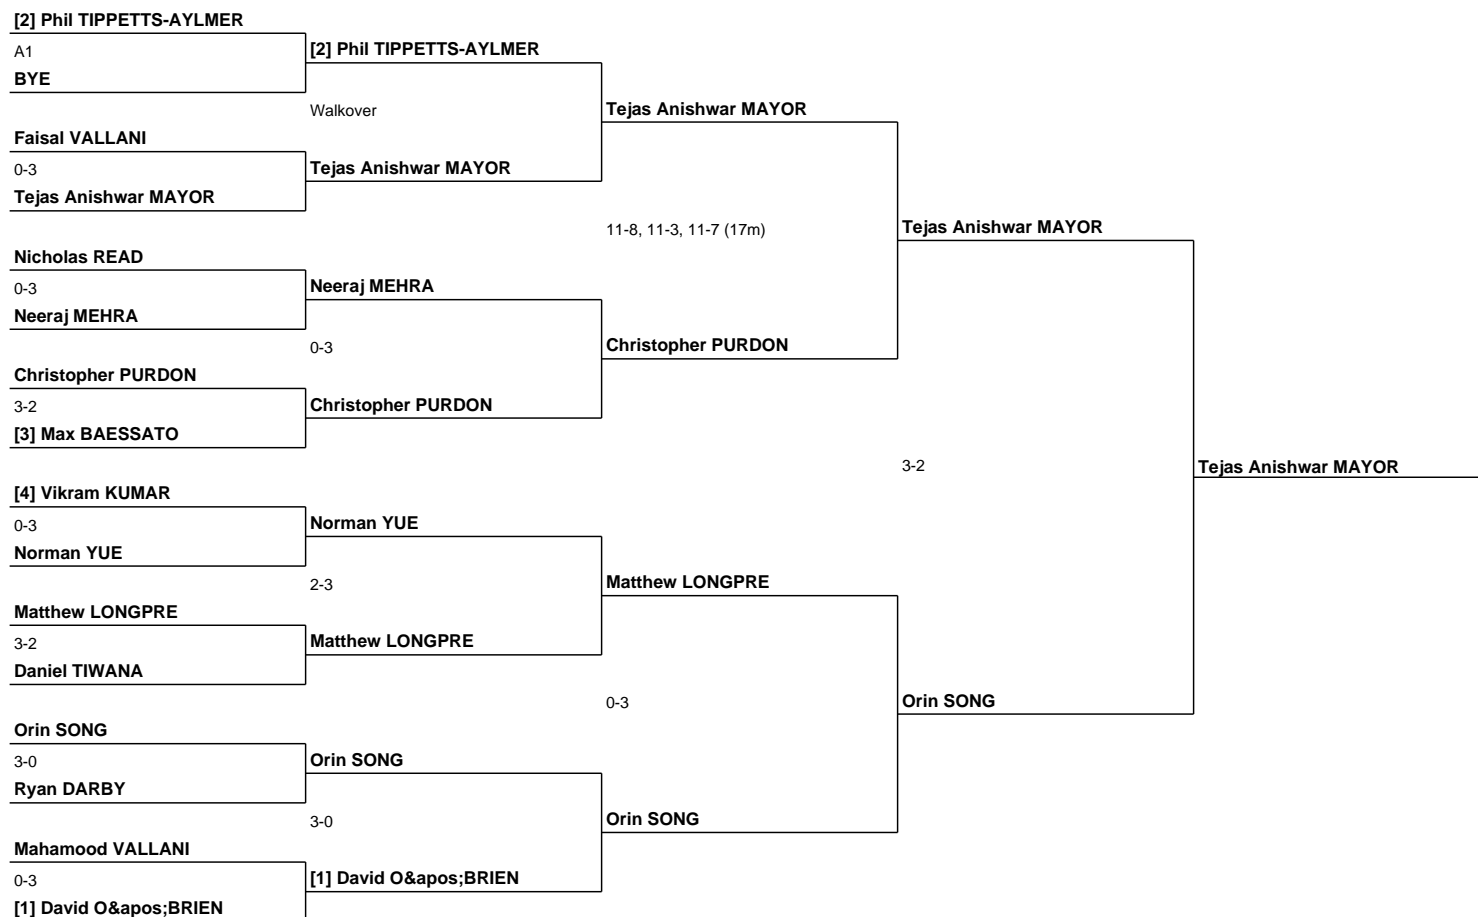 [2] Phil TIPPETTS-AYLMER
A1
BYE
[2] Phil TIPPETTS-AYLMER
Walkover
Tejas Anishwar MAYOR
Faisal VALLANI
0-3
Tejas Anishwar MAYOR
Tejas Anishwar MAYOR
11-8, 11-3, 11-7 (17m)
Tejas Anishwar MAYOR
Nicholas READ
0-3
Neeraj MEHRA
Neeraj MEHRA
0-3
Christopher PURDON
Christopher PURDON
3-2
[3] Max BAESSATO
Christopher PURDON
3-2
Tejas Anishwar MAYOR
[4] Vikram KUMAR
0-3
Norman YUE
Norman YUE
2-3
Matthew LONGPRE
Matthew LONGPRE
3-2
Daniel TIWANA
Matthew LONGPRE
0-3
Orin SONG
Orin SONG
3-0
Ryan DARBY
Orin SONG
3-0
Orin SONG
Mahamood VALLANI
0-3
[1] David O&apos;BRIEN
[1] David O&apos;BRIEN